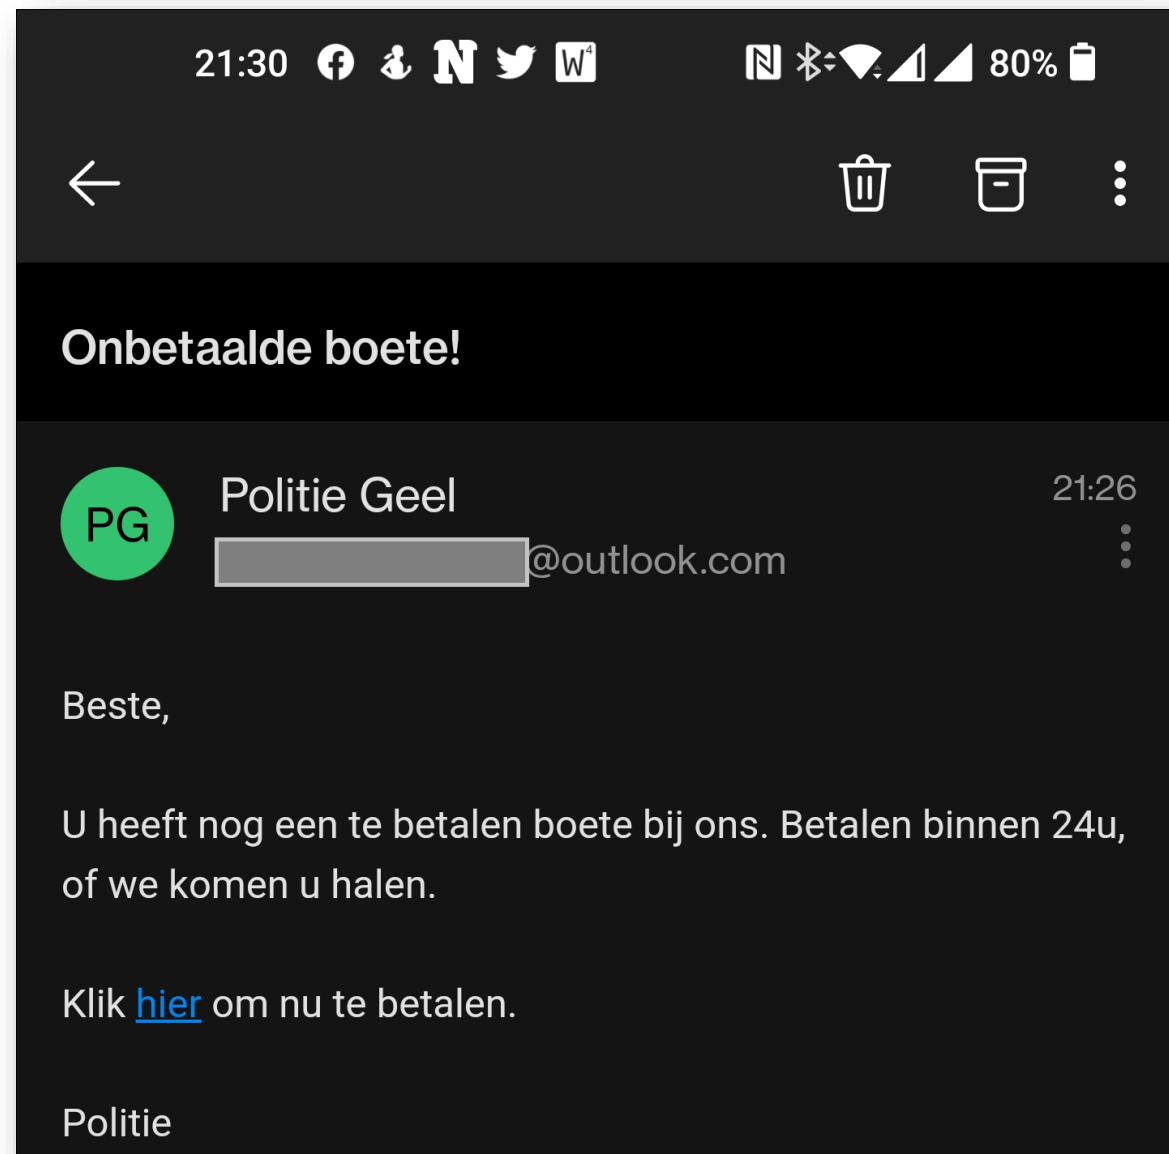 21:30 N W4 N 80%
Onbetaalde boete!
PG
Politie Geel
21:26
@outlook.com
Beste,
U heeft nog een te betalen boete bij ons. Betalen binnen 24u,
of we komen u halen.
Klik hier om nu te betalen.
Politie